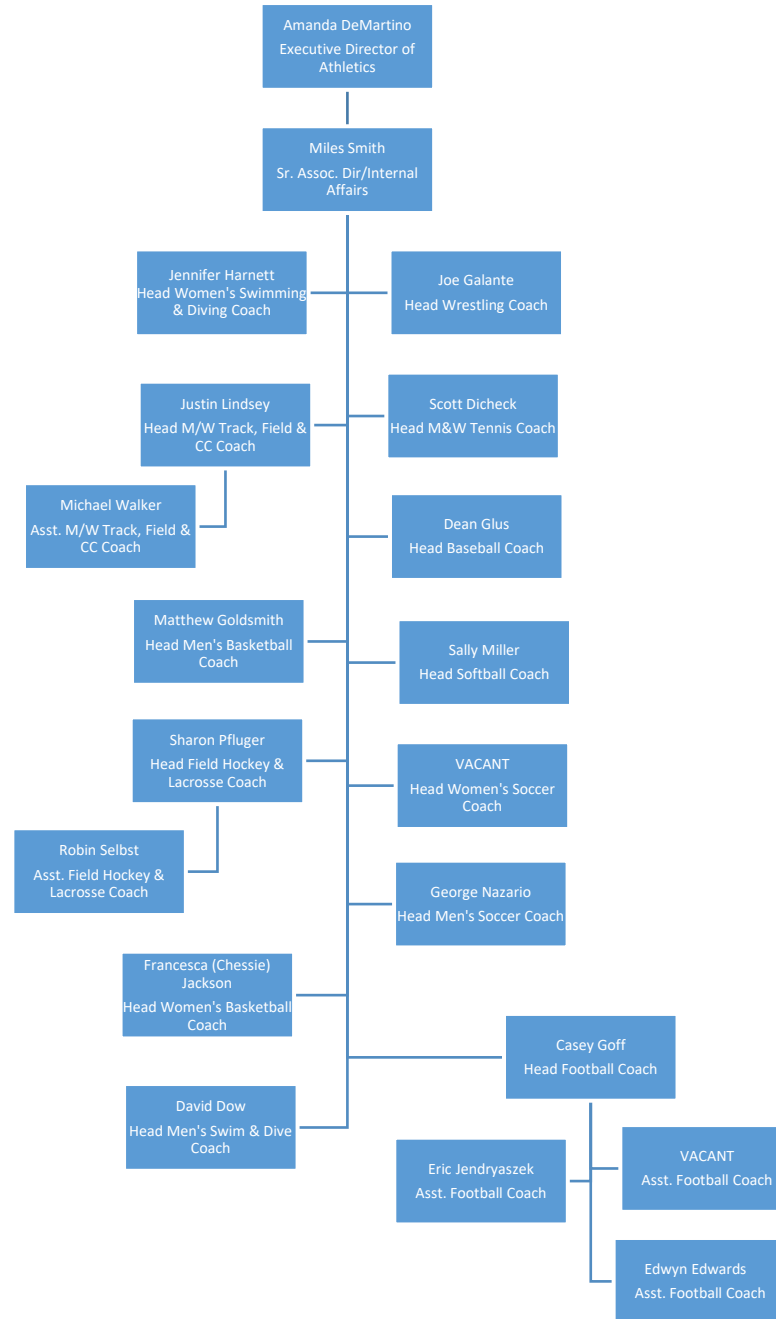 Amanda DeMartino
Executive Director of
Athletics
Miles Smith
Sr. Assoc. Dir/Internal
Affairs
Jennifer Harnett
Head Women's Swimming
& Diving Coach
Joe Galante
Head Wrestling Coach
Justin Lindsey
Head M/W Track, Field &
CC Coach
Scott Dicheck
Head M&W Tennis Coach
Michael Walker
Asst. M/W Track, Field &
CC Coach
Dean Glus
Head Baseball Coach
Matthew Goldsmith
Head Men's Basketball
Coach
Sally Miller
Head Softball Coach
Sharon Pfluger
Head Field Hockey &
Lacrosse Coach
VACANT
Head Women's Soccer
Coach
Robin Selbst
Asst. Field Hockey &
Lacrosse Coach
George Nazario
Head Men's Soccer Coach
Francesca (Chessie)
Jackson
Head Women's Basketball
Coach
Casey Goff
Head Football Coach
David Dow
Head Men's Swim & Dive
Coach
Eric Jendryaszek
Asst. Football Coach
VACANT
Asst. Football Coach
Edwyn Edwards
Asst. Football Coach